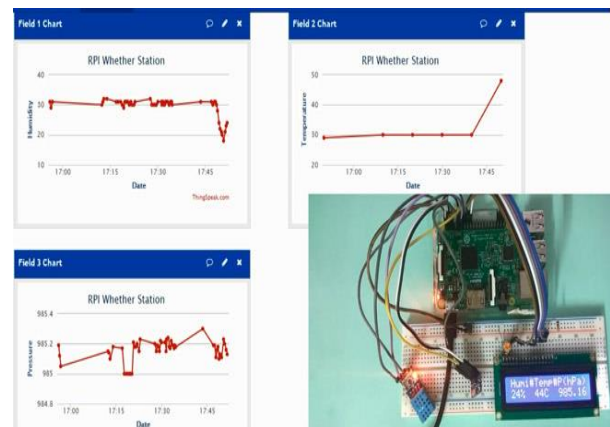 Field 1 Chart
RPI Whether Station
40
30
20
10
Humidity
17:00 17:15 17:30 17:45
Date
ThingSpeak.com
Field 2 Chart
RPI Whether Station
50
40
30
20
Temperature
17:00 17:15 17:30 17:45
Date
Field 3 Chart
RPI Whether Station
985.4
985.2
985
984.8
Pressure
17:00 17:15 17:30 17:45
Date
Humi#Temp#P(hPa)
24% 44C 985.16